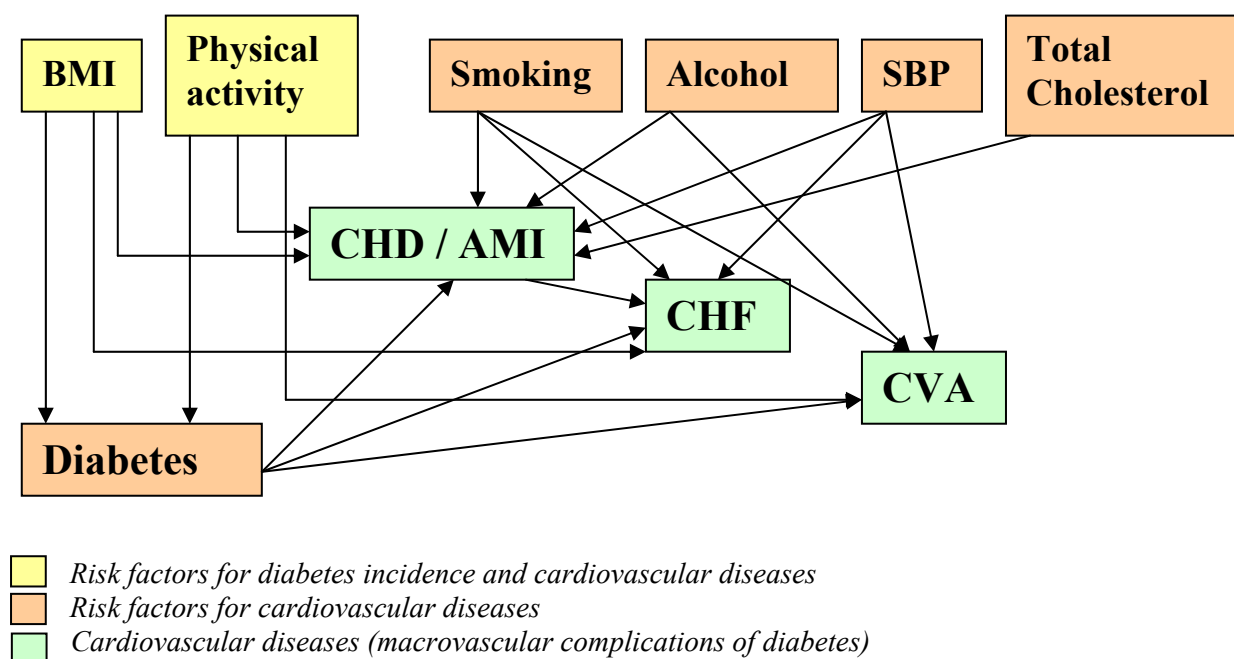 BMI
Physical
activity
Smoking
Alcohol
SBP
Total
Cholesterol
CHD / AMI
CHF
CVA
Diabetes
Risk factors for diabetes incidence and cardiovascular diseases
Risk factors for cardiovascular diseases
Cardiovascular diseases (macrovascular complications of diabetes)